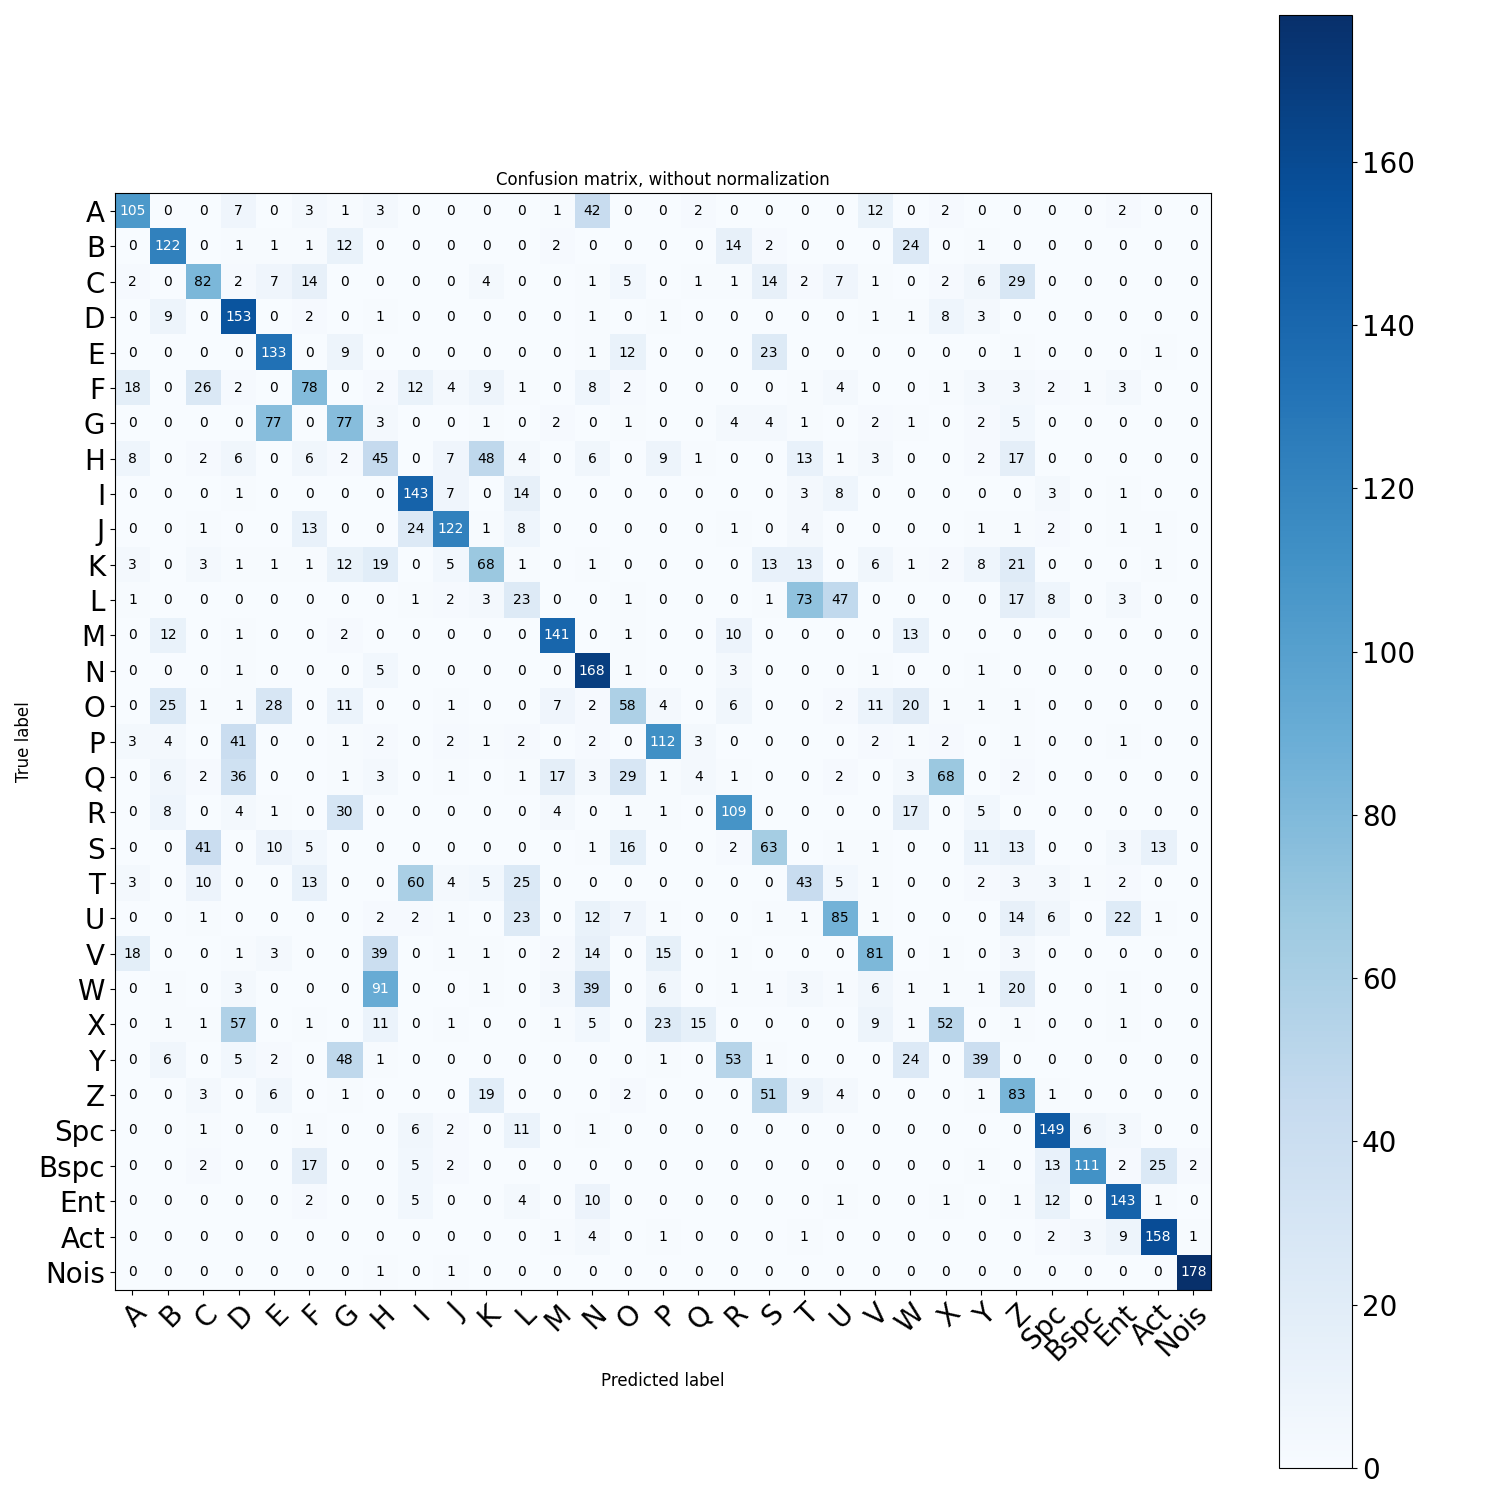 Confusion matrix, without normalization
True label
A 105 0 0 7 0 3 1 3 0 0 0 0 1 42 0 0 2 0 0 0 0 12 0 2 0 0 0 0 2 0 0
B 0 122 0 1 1 1 12 0 0 0 0 0 2 0 0 0 0 14 2 0 0 0 24 0 1 0 0 0 0 0 0
C 2 0 82 2 7 14 0 0 0 0 4 0 0 1 5 0 1 1 14 2 7 1 0 2 6 29 0 0 0 0 0
D 0 9 0 153 0 2 0 1 0 0 0 0 0 1 0 1 0 0 0 0 0 1 1 8 3 0 0 0 0 0 0
E 0 0 0 0 133 0 9 0 0 0 0 0 0 1 12 0 0 0 23 0 0 0 0 0 0 1 0 0 0 1 0
F 18 0 26 2 0 78 0 2 12 4 9 1 0 8 2 0 0 0 0 1 4 0 0 1 3 3 2 1 3 0 0
G 0 0 0 0 77 0 77 3 0 0 1 0 2 0 1 0 0 4 4 1 0 2 1 0 2 5 0 0 0 0 0
H 8 0 2 6 0 6 2 45 0 7 48 4 0 6 0 9 1 0 0 13 1 3 0 0 2 17 0 0 0 0 0
I 0 0 0 1 0 0 0 0 143 7 0 14 0 0 0 0 0 0 0 3 8 0 0 0 0 0 3 0 1 0 0
J 0 0 1 0 0 13 0 0 24 122 1 8 0 0 0 0 0 1 0 4 0 0 0 0 1 1 2 0 1 1 0
K 3 0 3 1 1 1 12 19 0 5 68 1 0 1 0 0 0 0 13 13 0 6 1 2 8 21 0 0 0 1 0
L 1 0 0 0 0 0 0 0 1 2 3 23 0 0 1 0 0 0 1 73 47 0 0 0 0 17 8 0 3 0 0
M 0 12 0 1 0 0 2 0 0 0 0 0 141 0 1 0 0 10 0 0 0 0 13 0 0 0 0 0 0 0 0
N 0 0 0 1 0 0 0 5 0 0 0 0 0 168 1 0 0 3 0 0 0 1 0 0 1 0 0 0 0 0 0
O 0 25 1 1 28 0 11 0 0 1 0 0 7 2 58 4 0 6 0 0 2 11 20 1 1 1 0 0 0 0 0
P 3 4 0 41 0 0 1 2 0 2 1 2 0 2 0 112 3 0 0 0 0 2 1 2 0 1 0 0 1 0 0
Q 0 6 2 36 0 0 1 3 0 1 0 1 17 3 29 1 4 1 0 0 2 0 3 68 0 2 0 0 0 0 0
R 0 8 0 4 1 0 30 0 0 0 0 0 4 0 1 1 0 109 0 0 0 0 17 0 5 0 0 0 0 0 0
S 0 0 41 0 10 5 0 0 0 0 0 0 0 1 16 0 0 2 63 0 1 1 0 0 11 13 0 0 3 13 0
T 3 0 10 0 0 13 0 0 60 4 5 25 0 0 0 0 0 0 0 43 5 1 0 0 2 3 3 1 2 0 0
U 0 0 1 0 0 0 0 2 2 1 0 23 0 12 7 1 0 0 1 1 85 1 0 0 0 14 6 0 22 1 0
V 18 0 0 1 3 0 0 39 0 1 1 0 2 14 0 15 0 1 0 0 0 81 0 1 0 3 0 0 0 0 0
W 0 1 0 3 0 0 0 91 0 0 1 0 3 39 0 6 0 1 1 3 1 6 1 1 1 20 0 0 1 0 0
X 0 1 1 57 0 1 0 11 0 1 0 0 1 5 0 23 15 0 0 0 0 9 1 52 0 1 0 0 1 0 0
Y 0 6 0 5 2 0 48 1 0 0 0 0 0 0 0 1 0 53 1 0 0 0 24 0 39 0 0 0 0 0 0
Z 0 0 3 0 6 0 1 0 0 0 19 0 0 0 2 0 0 0 51 9 4 0 0 0 1 83 1 0 0 0 0
Spc 0 0 1 0 0 1 0 0 6 2 0 11 0 1 0 0 0 0 0 0 0 0 0 0 0 0 149 6 3 0 0
Bspc 0 0 2 0 0 17 0 0 5 2 0 0 0 0 0 0 0 0 0 0 0 0 0 0 1 0 13 111 2 25 2
Ent 0 0 0 0 0 2 0 0 5 0 0 4 0 10 0 0 0 0 0 0 1 0 0 1 0 1 12 0 143 1 0
Act 0 0 0 0 0 0 0 0 0 0 0 0 1 4 0 1 0 0 0 1 0 0 0 0 0 0 2 3 9 158 1
Nois 0 0 0 0 0 0 0 1 0 1 0 0 0 0 0 0 0 0 0 0 0 0 0 0 0 0 0 0 0 0 178
A B C D E F G H I J K L M N O P Q R S T U V W X Y Z Spc Bspc Ent Act Nois
Predicted label
160
140
120
100
80
60
40
20
0